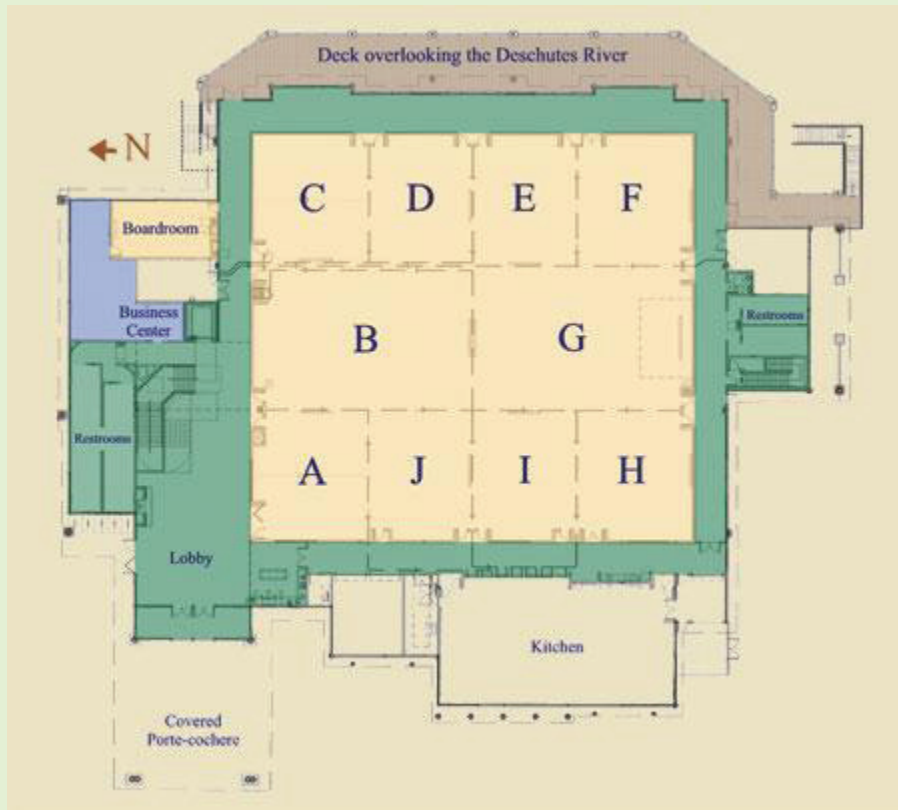 Deck overlooking the Deschutes River
N
C
D
E
F
Boardroom
Business
Center
Restrooms
B
G
Restrooms
A
J
I
H
Lobby
Kitchen
Covered
Porte-cochere